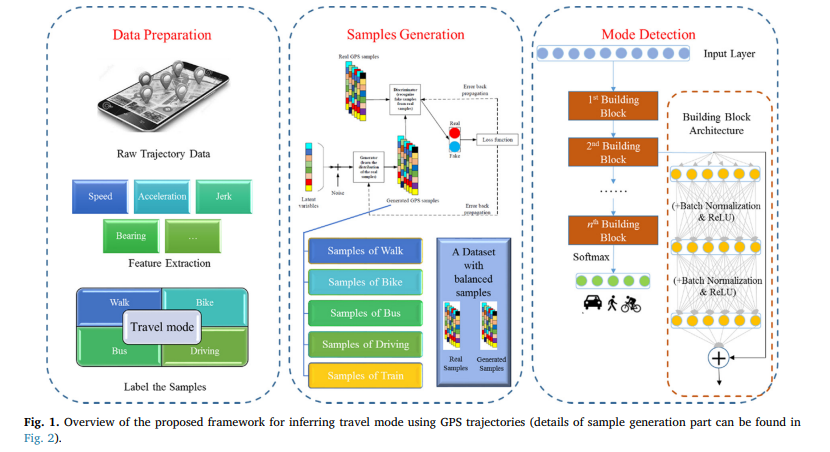 Data Preparation
Raw Trajectory Data
Speed
Acceleration
Jerk
Bearing
...
Feature Extraction
Walk
Bike
Travel mode
Bus
Driving
Label the Samples
Samples Generation
Real GPS samples
Discriminator
(recognize
fake samples
from real
samples)
Error back
propagation
Real
Fake
Loss function
Generator
(learn the
distribution
of the real
samples)
Latent
variables
Noise
Generated GPS samples
Error back
propagation
Samples of Walk
Samples of Bike
Samples of Bus
Samples of Driving
Samples of Train
A Dataset
with
balanced
samples
Real
Samples
Generated
Samples
Mode Detection
Input Layer
1st Building
Block
2nd Building
Block
......
nth Building
Block
Softmax
Building Block
Architecture
(+Batch Normalization
& ReLU)
(+Batch Normalization
& ReLU)
Fig. 1. Overview of the proposed framework for inferring travel mode using GPS trajectories (details of sample generation part can be found in
Fig. 2).